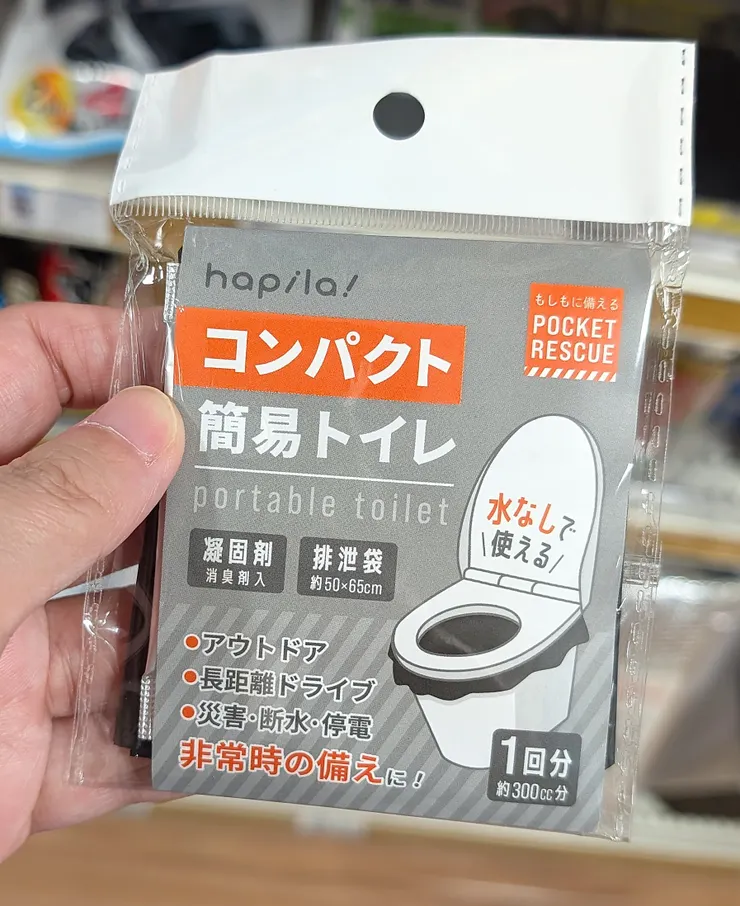 hapila!
もしもに備える
POCKET
RESCUE
コンパクト
簡易トイレ
portable toilet
水なしで
\使える/
凝固剤
消臭剤入
排泄袋
約50×65cm
●アウトドア
●長距離ドライブ
●災害・断水・停電
非常時の備えに!
1回分
約300cc分